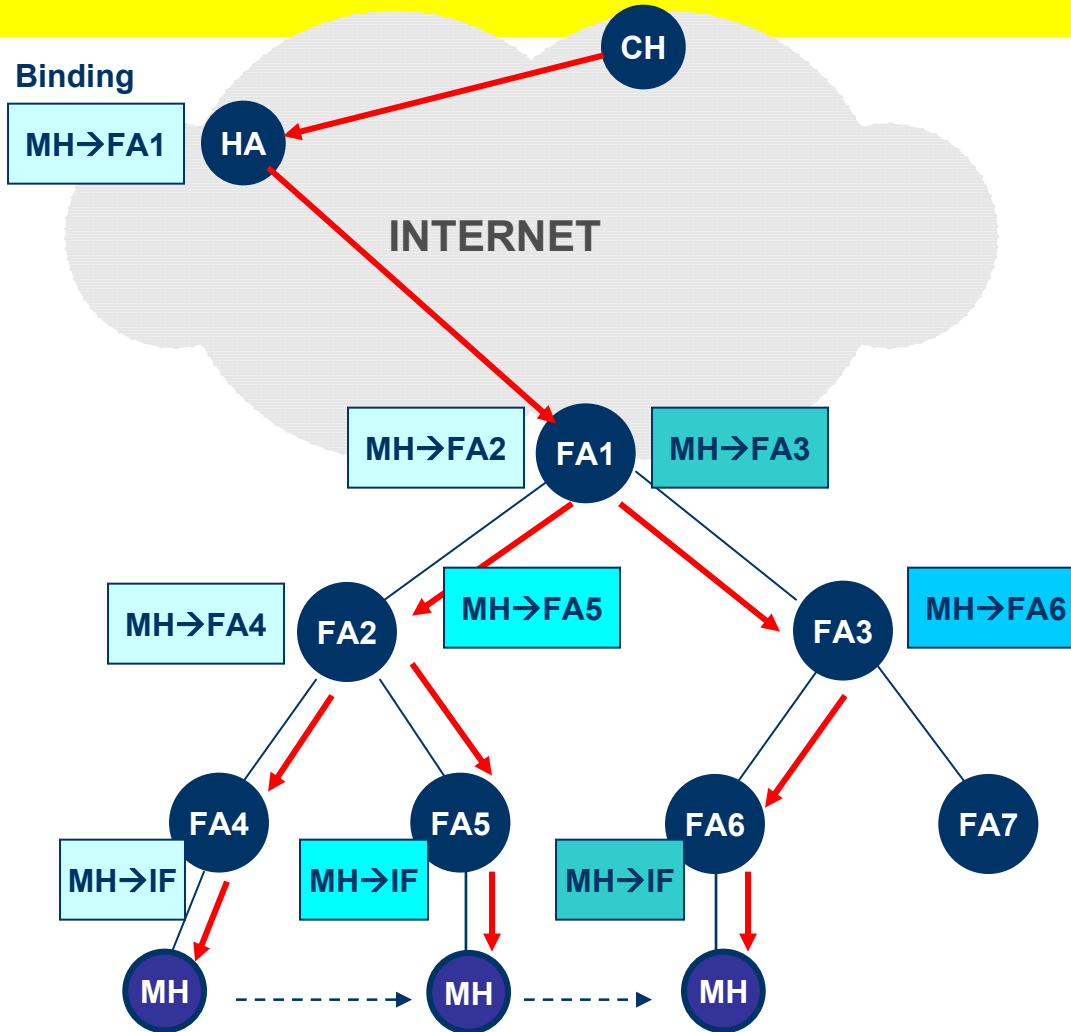 CH
Binding
MH→FA1
HA
INTERNET
MH→FA2
FA1
MH→FA3
MH→FA4
FA2
MH→FA5
FA3
MH→FA6
FA4
FA5
FA6
FA7
MH→IF
MH→IF
MH→IF
MH
MH
MH